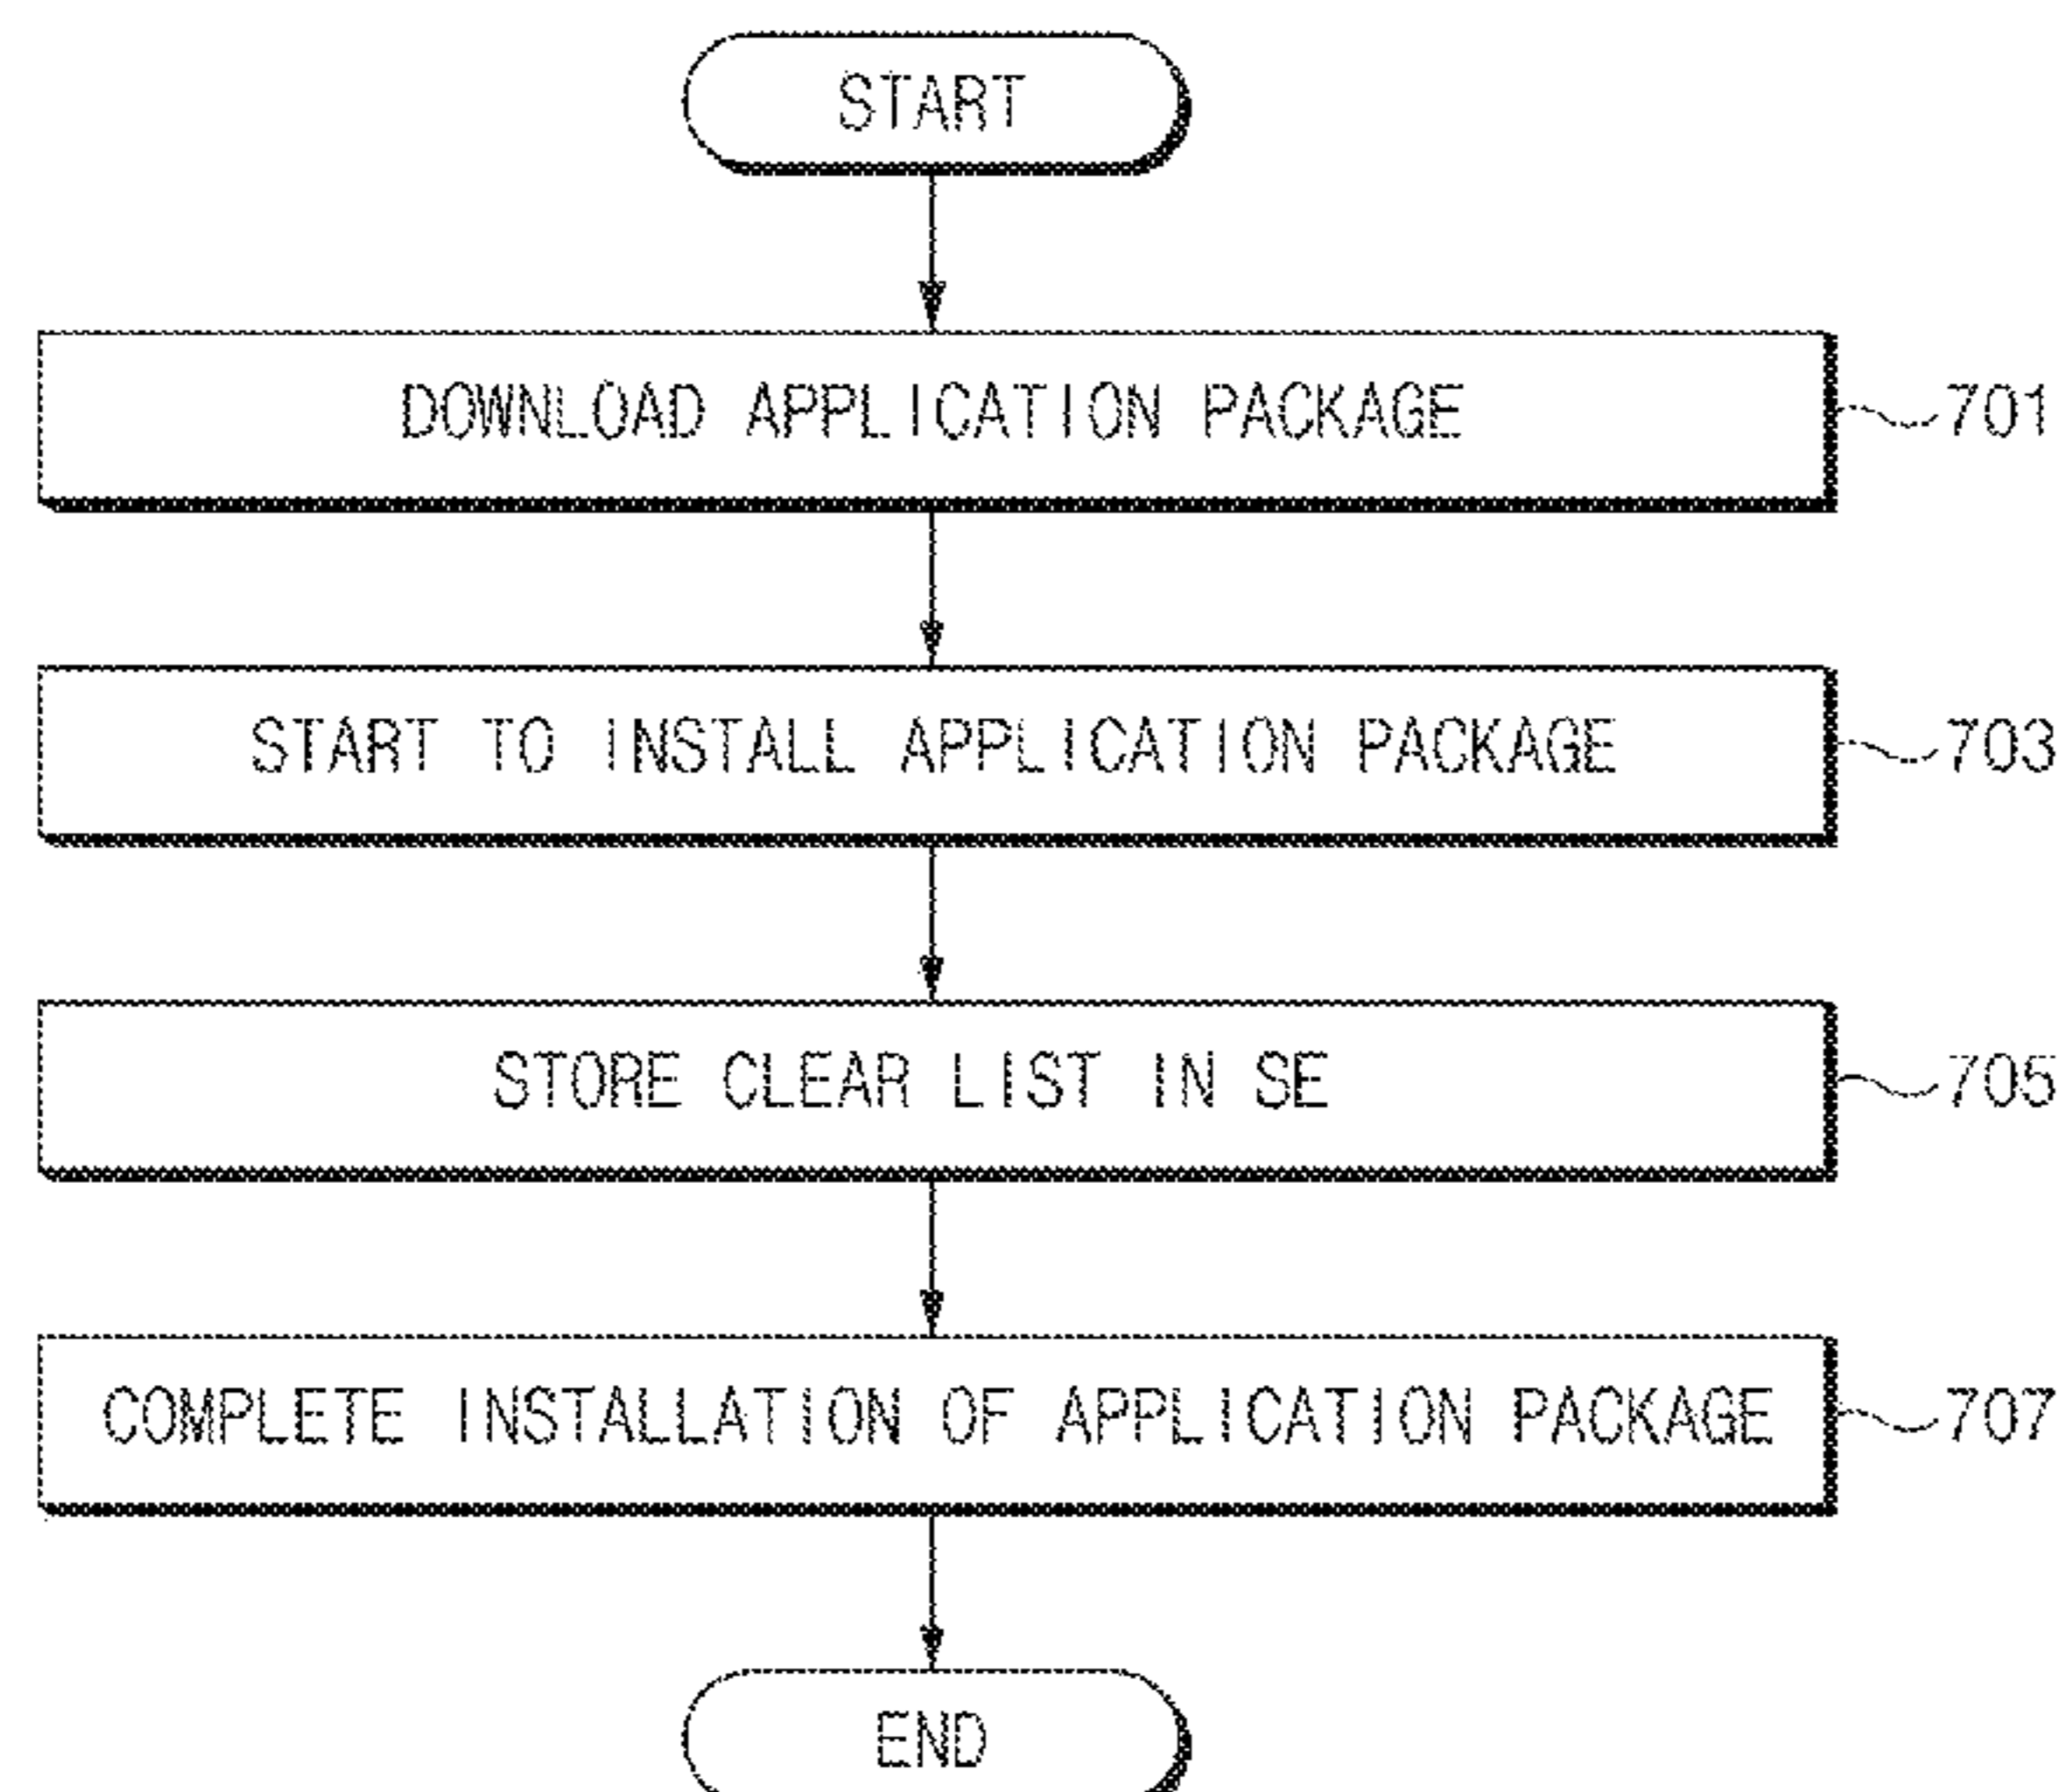 START
DOWNLOAD APPLICATION PACKAGE 701
START TO INSTALL APPLICATION PACKAGE 703
STORE CLEAR LIST IN SE 705
COMPLETE INSTALLATION OF APPLICATION PACKAGE 707
END